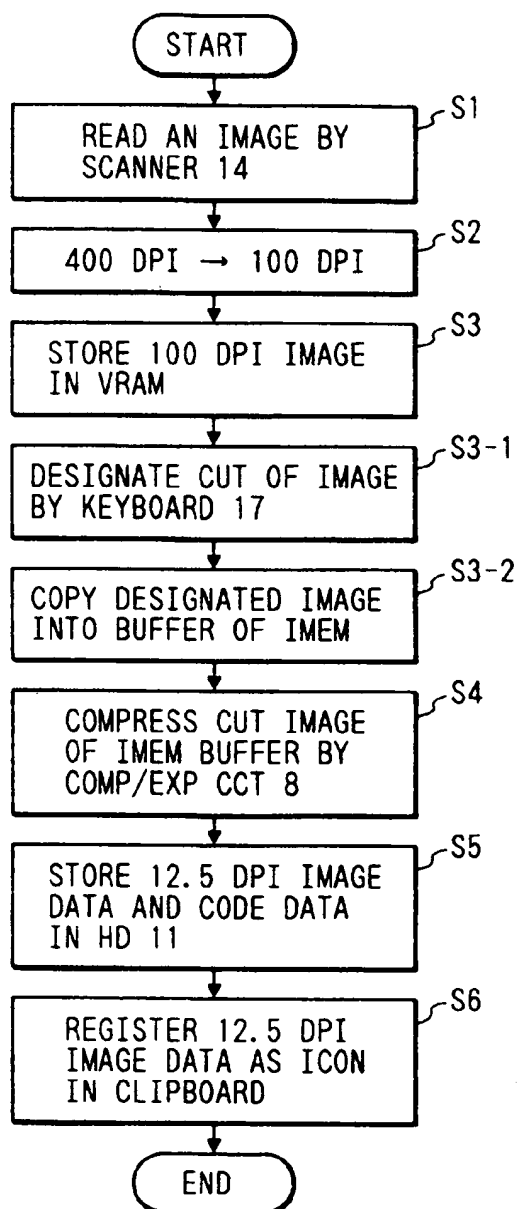 START
S1
READ AN IMAGE BY
SCANNER 14
S2
400 DPI → 100 DPI
S3
STORE 100 DPI IMAGE
IN VRAM
S3-1
DESIGNATE CUT OF IMAGE
BY KEYBOARD 17
S3-2
COPY DESIGNATED IMAGE
INTO BUFFER OF IMEM
S4
COMPRESS CUT IMAGE
OF IMEM BUFFER BY
COMP/EXP CCT 8
S5
STORE 12.5 DPI IMAGE
DATA AND CODE DATA
IN HD 11
S6
REGISTER 12.5 DPI
IMAGE DATA AS ICON
IN CLIPBOARD
END